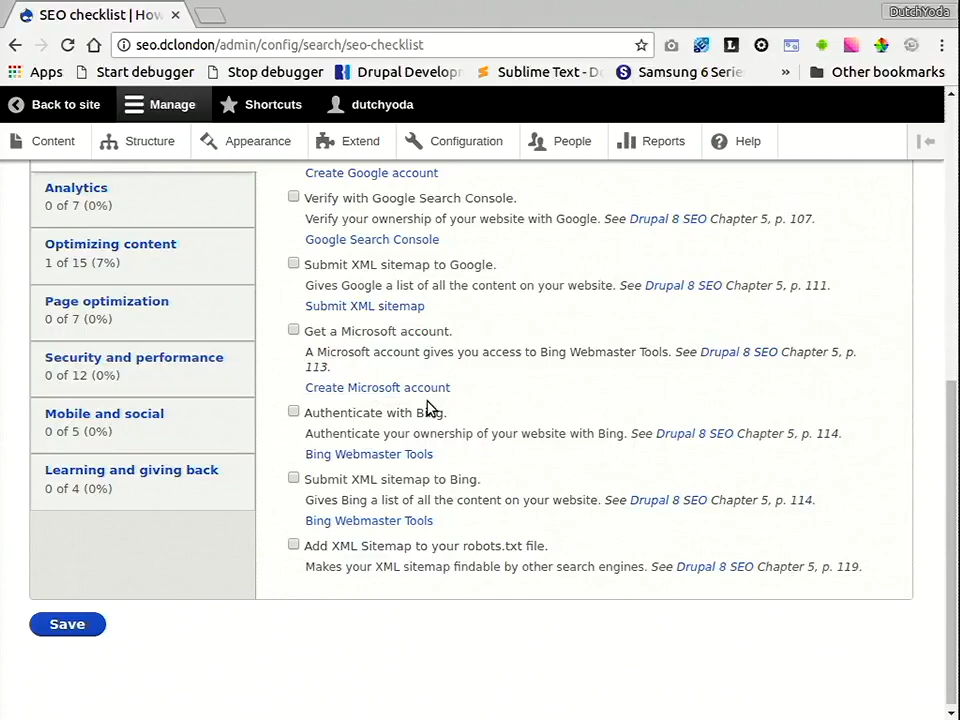 SEO checklist | How
DutchYoda
seo.dclondon/admin/config/search/seo-checklist
Apps Start debugger Stop debugger Drupal Develop Sublime Text - D Samsung 6 Serie » Other bookmarks
Back to site Manage Shortcuts dutchyoda
Content Structure Appearance Extend Configuration People Reports Help
Analytics
0 of 7 (0%)
Optimizing content
1 of 15 (7%)
Page optimization
0 of 7 (0%)
Security and performance
0 of 12 (0%)
Mobile and social
0 of 5 (0%)
Learning and giving back
0 of 4 (0%)
Create Google account
Verify with Google Search Console.
Verify your ownership of your website with Google. See Drupal 8 SEO Chapter 5, p. 107.
Google Search Console
Submit XML sitemap to Google.
Gives Google a list of all the content on your website. See Drupal 8 SEO Chapter 5, p. 111.
Submit XML sitemap
Get a Microsoft account.
A Microsoft account gives you access to Bing Webmaster Tools. See Drupal 8 SEO Chapter 5, p.
113.
Create Microsoft account
Authenticate with Bing.
Authenticate your ownership of your website with Bing. See Drupal 8 SEO Chapter 5, p. 114.
Bing Webmaster Tools
Submit XML sitemap to Bing.
Gives Bing a list of all the content on your website. See Drupal 8 SEO Chapter 5, p. 114.
Bing Webmaster Tools
Add XML Sitemap to your robots.txt file.
Makes your XML sitemap findable by other search engines. See Drupal 8 SEO Chapter 5, p. 119.
Save